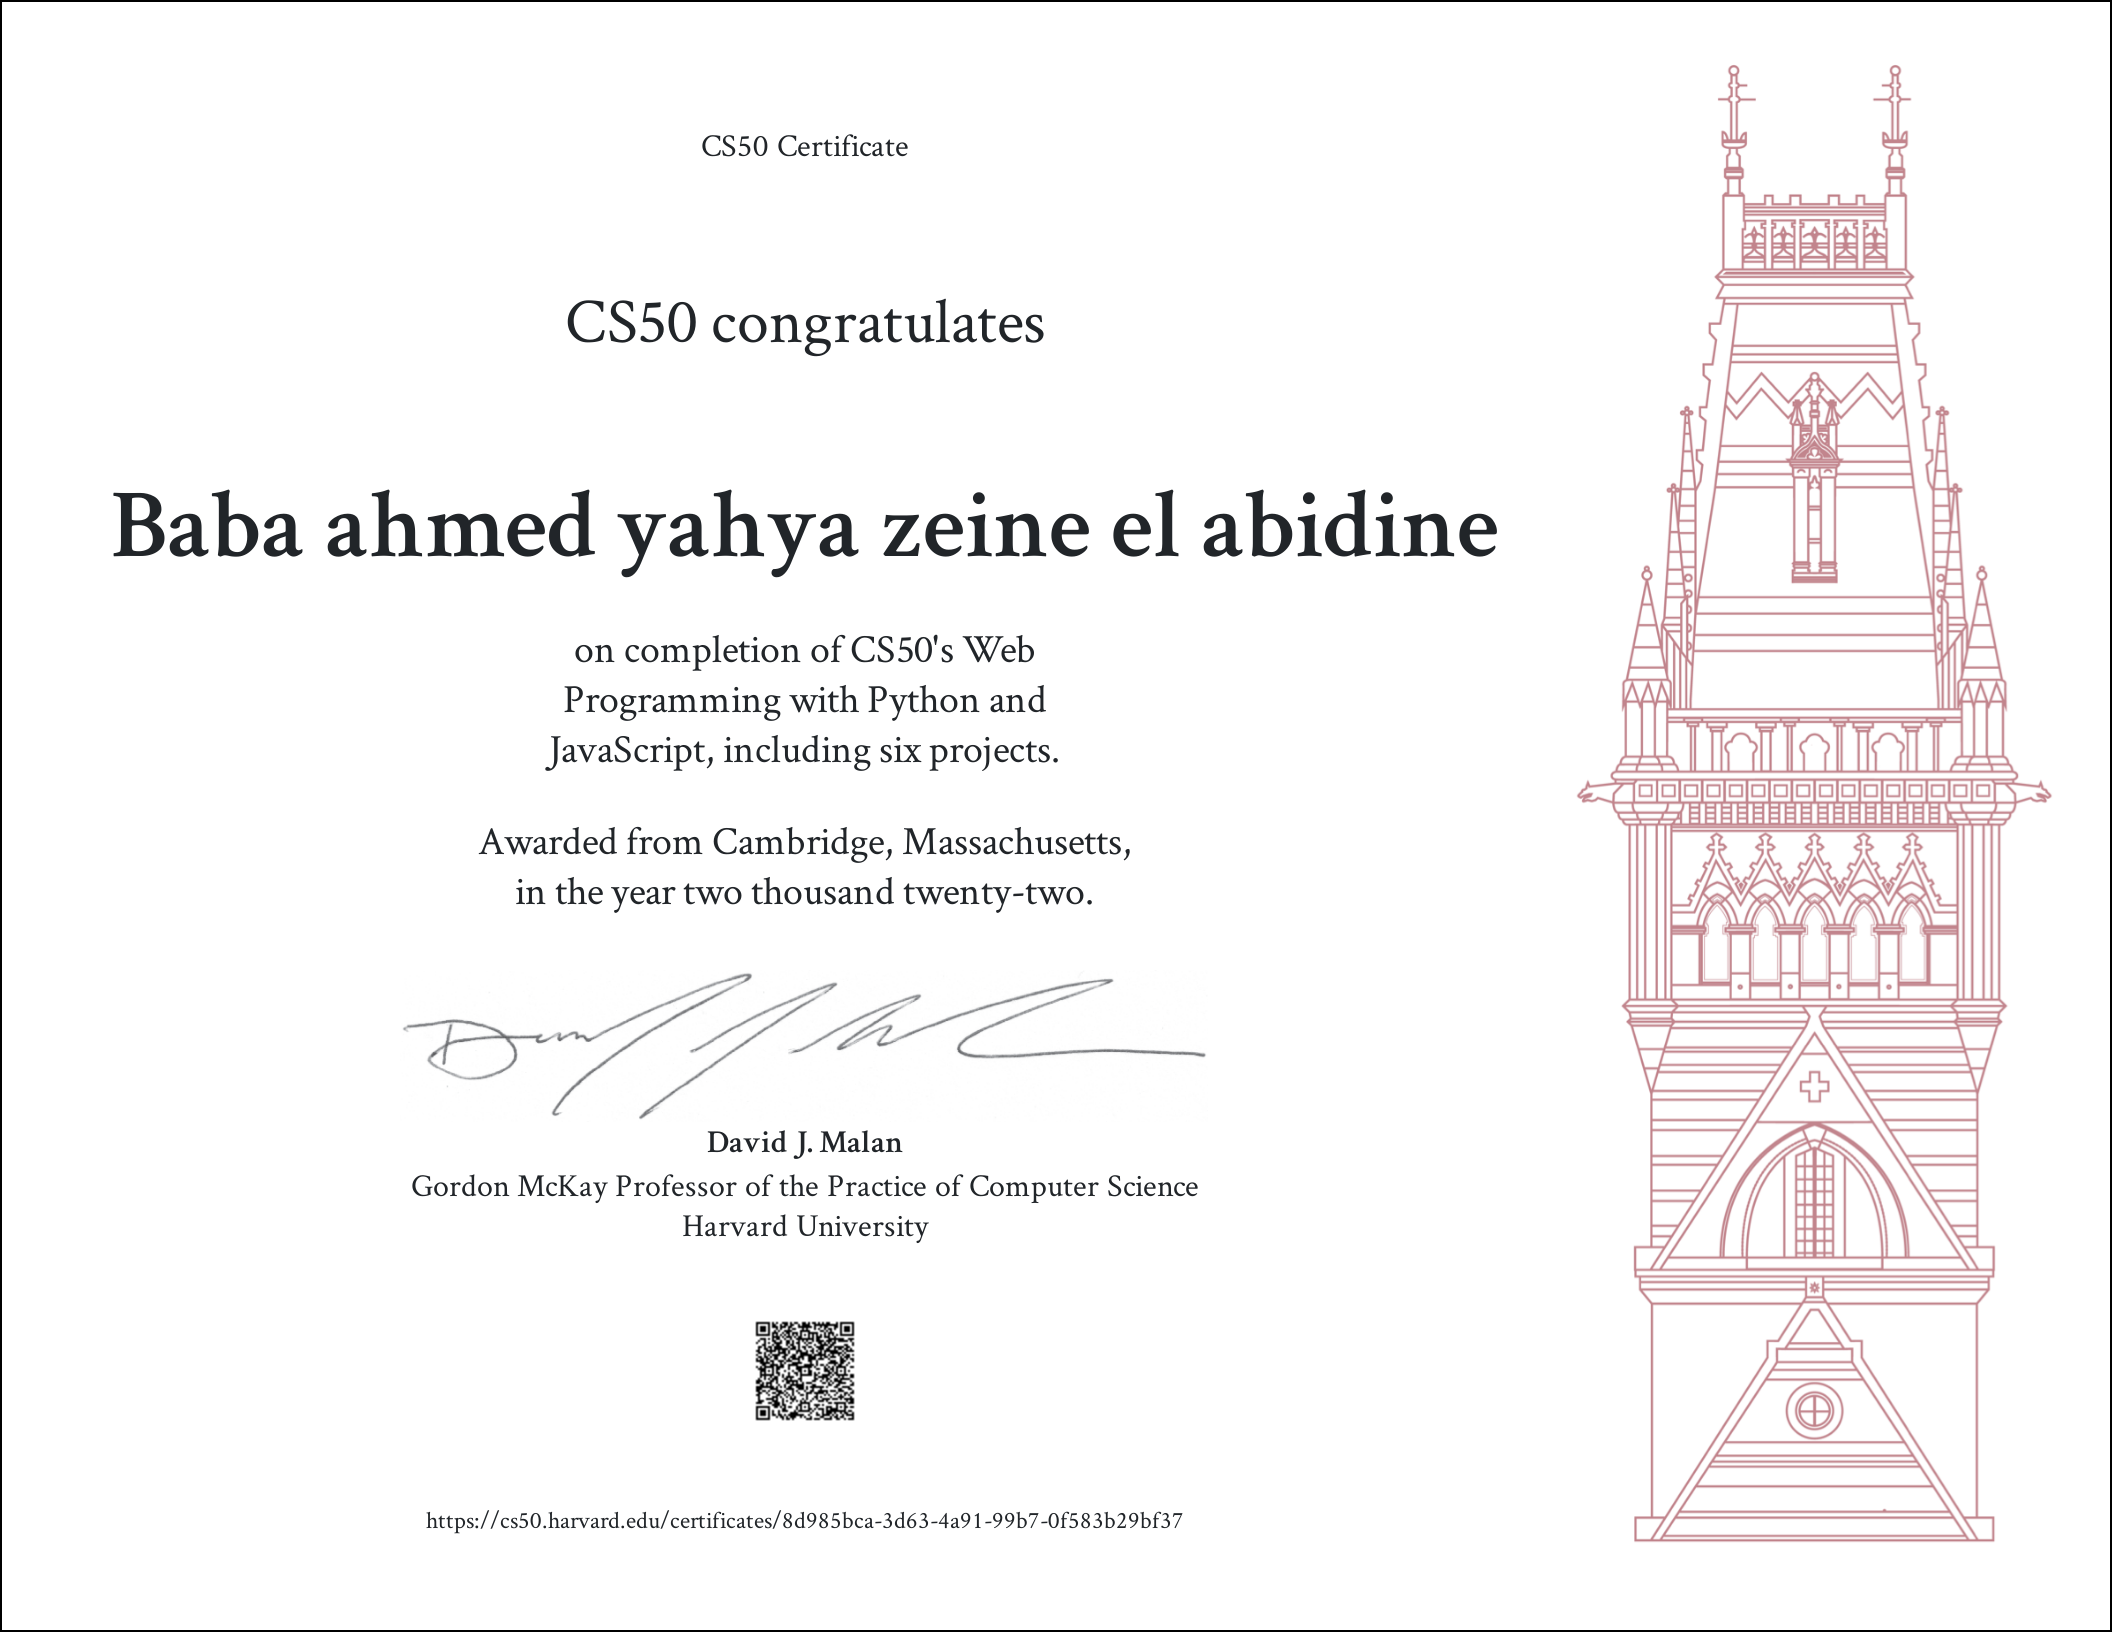 CS50 Certificate
CS50 congratulates
Baba ahmed yahya zeine el abidine
on completion of CS50's Web
Programming with Python and
JavaScript, including six projects.
Awarded from Cambridge, Massachusetts,
in the year two thousand twenty-two.
David J. Malan
Gordon McKay Professor of the Practice of Computer Science
Harvard University
https://cs50.harvard.edu/certificates/8d985bca-3d63-4a91-99b7-0f583b29bf37